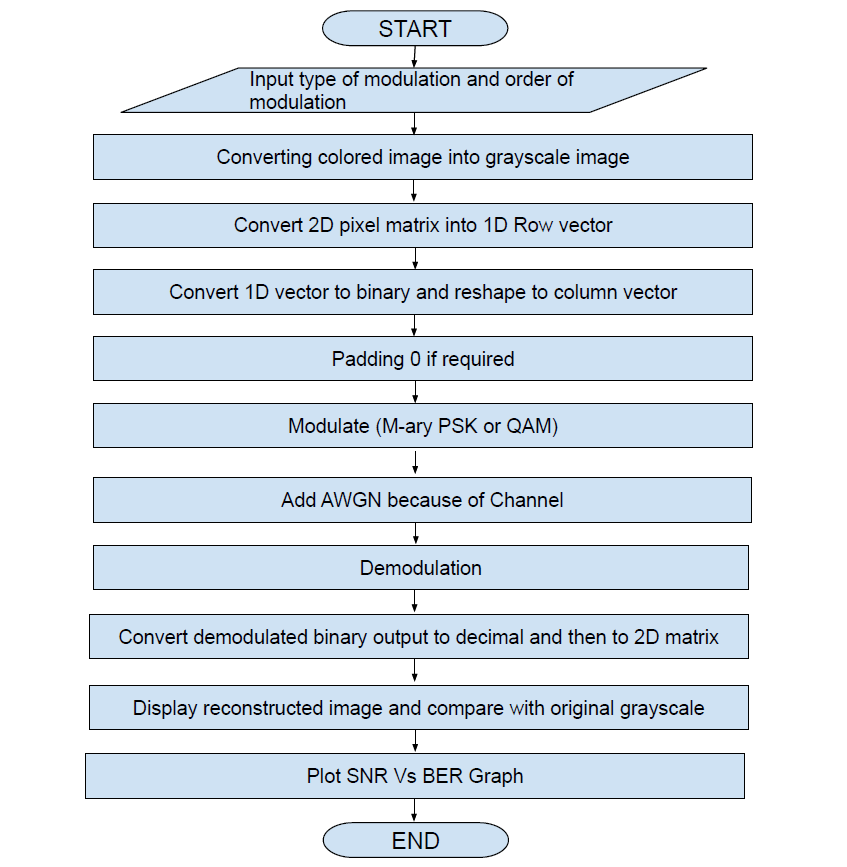 START
Input type of modulation and order of
modulation
Converting colored image into grayscale image
Convert 2D pixel matrix into 1D Row vector
Convert 1D vector to binary and reshape to column vector
Padding 0 if required
Modulate (M-ary PSK or QAM)
Add AWGN because of Channel
Demodulation
Convert demodulated binary output to decimal and then to 2D matrix
Display reconstructed image and compare with original grayscale
Plot SNR Vs BER Graph
END